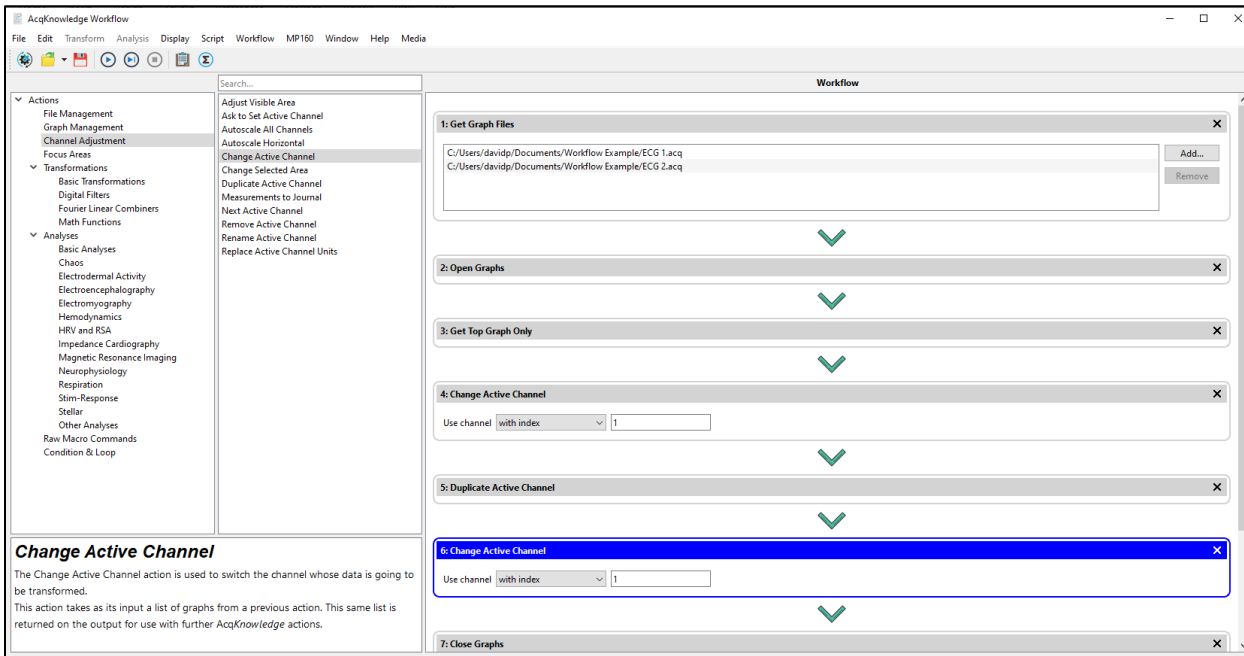 AcqKnowledge Workflow
File Edit Transform Analysis Display Script Workflow MP160 Window Help Media
Search...
Workflow
Actions
File Management
Graph Management
Channel Adjustment
Focus Areas
Transformations
Basic Transformations
Digital Filters
Fourier Linear Combiners
Math Functions
Analyses
Basic Analyses
Chaos
Electrodermal Activity
Electroencephalography
Electromyography
Hemodynamics
HRV and RSA
Impedance Cardiography
Magnetic Resonance Imaging
Neurophysiology
Respiration
Stim-Response
Stellar
Other Analyses
Raw Macro Commands
Condition & Loop
Adjust Visible Area
Ask to Set Active Channel
Autoscale All Channels
Autoscale Horizontal
Change Active Channel
Change Selected Area
Duplicate Active Channel
Measurements to Journal
Next Active Channel
Remove Active Channel
Rename Active Channel
Replace Active Channel Units
Change Active Channel
The Change Active Channel action is used to switch the channel whose data is going to
be transformed.
This action takes as its input a list of graphs from a previous action. This same list is
returned on the output for use with further AcqKnowledge actions.
1: Get Graph Files
C:/Users/davidp/Documents/Workflow Example/ECG 1.acq
C:/Users/davidp/Documents/Workflow Example/ECG 2.acq
Add...
Remove
2: Open Graphs
3: Get Top Graph Only
4: Change Active Channel
Use channel with index 1
5: Duplicate Active Channel
6: Change Active Channel
Use channel with index 1
7: Close Graphs